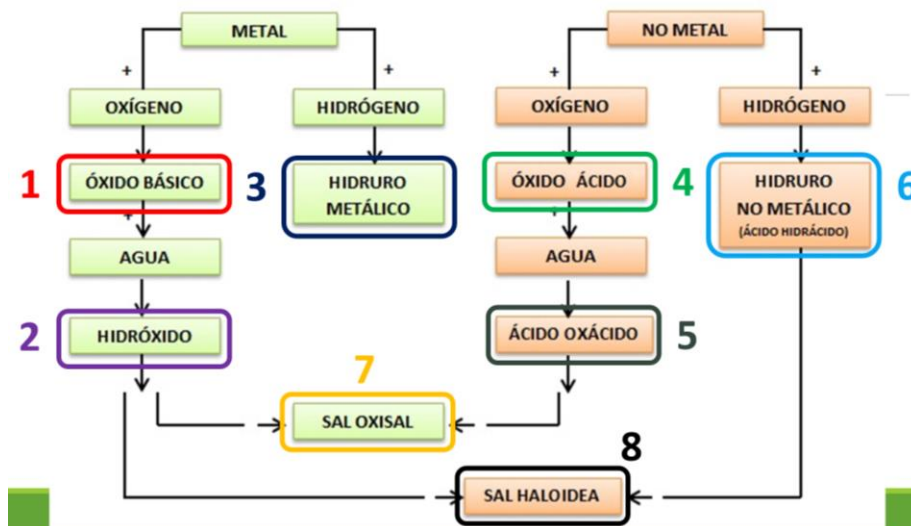 METAL
NO METAL
+
+
+
+
OXÍGENO
HIDRÓGENO
OXÍGENO
HIDRÓGENO
1
ÓXIDO BÁSICO
3
HIDRURO
METÁLICO
ÓXIDO ÁCIDO
4
HIDRURO
NO METÁLICO
(ÁCIDO HIDRÁCIDO)
6
+
+
AGUA
AGUA
2
HIDRÓXIDO
ÁCIDO OXÁCIDO
5
7
SAL OXISAL
8
SAL HALOIDEA